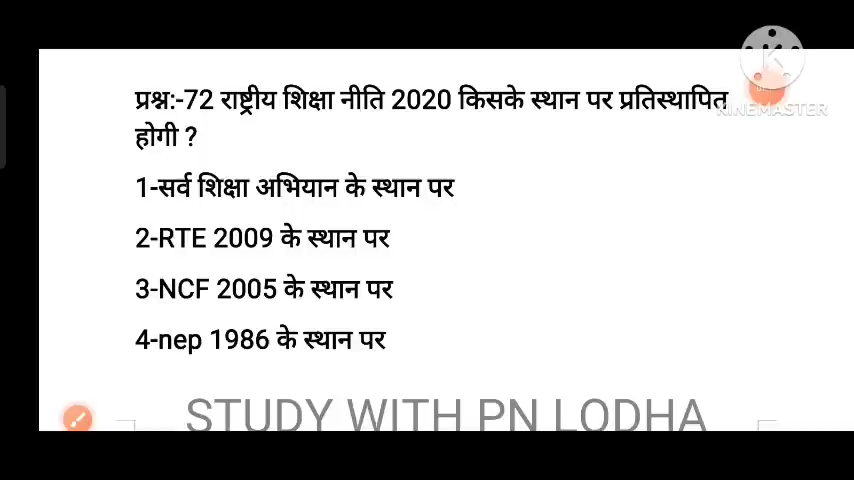 प्रश्न:-72 राष्ट्रीय शिक्षा नीति 2020 किसके स्थान पर प्रतिस्थापित
होगी ?
1-सर्व शिक्षा अभियान के स्थान पर
2-RTE 2009 के स्थान पर
3-NCF 2005 के स्थान पर
4-nep 1986 के स्थान पर
STUDY WITH PN LODHA
KINEMASTER